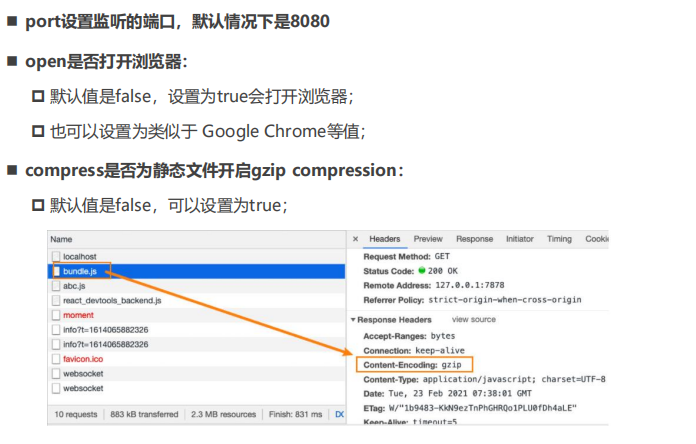 port设置监听的端口，默认情况下是8080
open是否打开浏览器：
默认值是false，设置为true会打开浏览器；
也可以设置为类似于 Google Chrome等值；
compress是否为静态文件开启gzip compression：
默认值是false，可以设置为true；
Name
localhost
bundle.js
abc.js
react_devtools_backend.js
moment
info?t=1614065882326
info?t=1614065882326
favicon.ico
websocket
websocket
10 requests 883 kB transferred 2.3 MB resources Finish: 831 ms
× Headers Preview Response Initiator Timing Cookie
Request Method: GET
Status Code: 200 OK
Remote Address: 127.0.0.1:7878
Referrer Policy: strict-origin-when-cross-origin
Response Headers view source
Accept-Ranges: bytes
Connection: keep-alive
Content-Encoding: gzip
Content-Type: application/javascript; charset=UTF-8
Date: Tue, 23 Feb 2021 07:38:01 GMT
ETag: W/"1b9483-KkN9ezTnPhGHRQo1PLU0fDh4aLE"
Keep-Alive: timeout=5